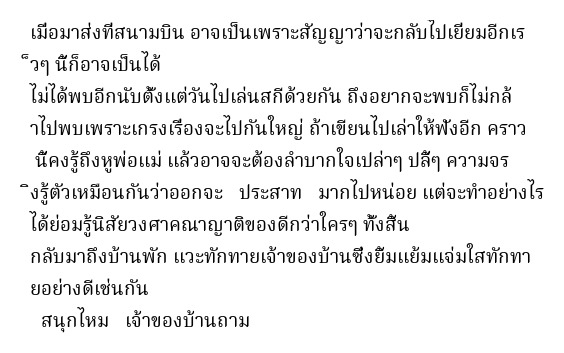 เมื่อมาส่งที่สนามบิน อาจเป็นเพราะสัญญาว่าจะกลับไปเยี่ยมอีกเร
็วๆ นี้ก็อาจเป็นได้
ไม่ได้พบอีกนับตั้งแต่วันไปเล่นสกีด้วยกัน ถึงอยากจะพบก็ไม่กล้
าไปพบเพราะเกรงเรื่องจะไปกันใหญ่ ถ้าเขียนไปเล่าให้ฟังอีก คราว
นี้คงรู้ถึงหูพ่อแม่ แล้วอาจจะต้องลำบากใจเปล่าๆ ปลี้ๆ ความจร
ิงรู้ตัวเหมือนกันว่าออกจะ ประสาท มากไปหน่อย แต่จะทำอย่างไร
ได้ย่อมรู้นิสัยวงศาคณาญาติของดีกว่าใครๆ ทั้งสิ้น
กลับมาถึงบ้านพัก แวะทักทายเจ้าของบ้านซึ่งยิ้มแย้มแจ่มใสทักทา
ยอย่างดีเช่นกัน
สนุกไหม เจ้าของบ้านถาม